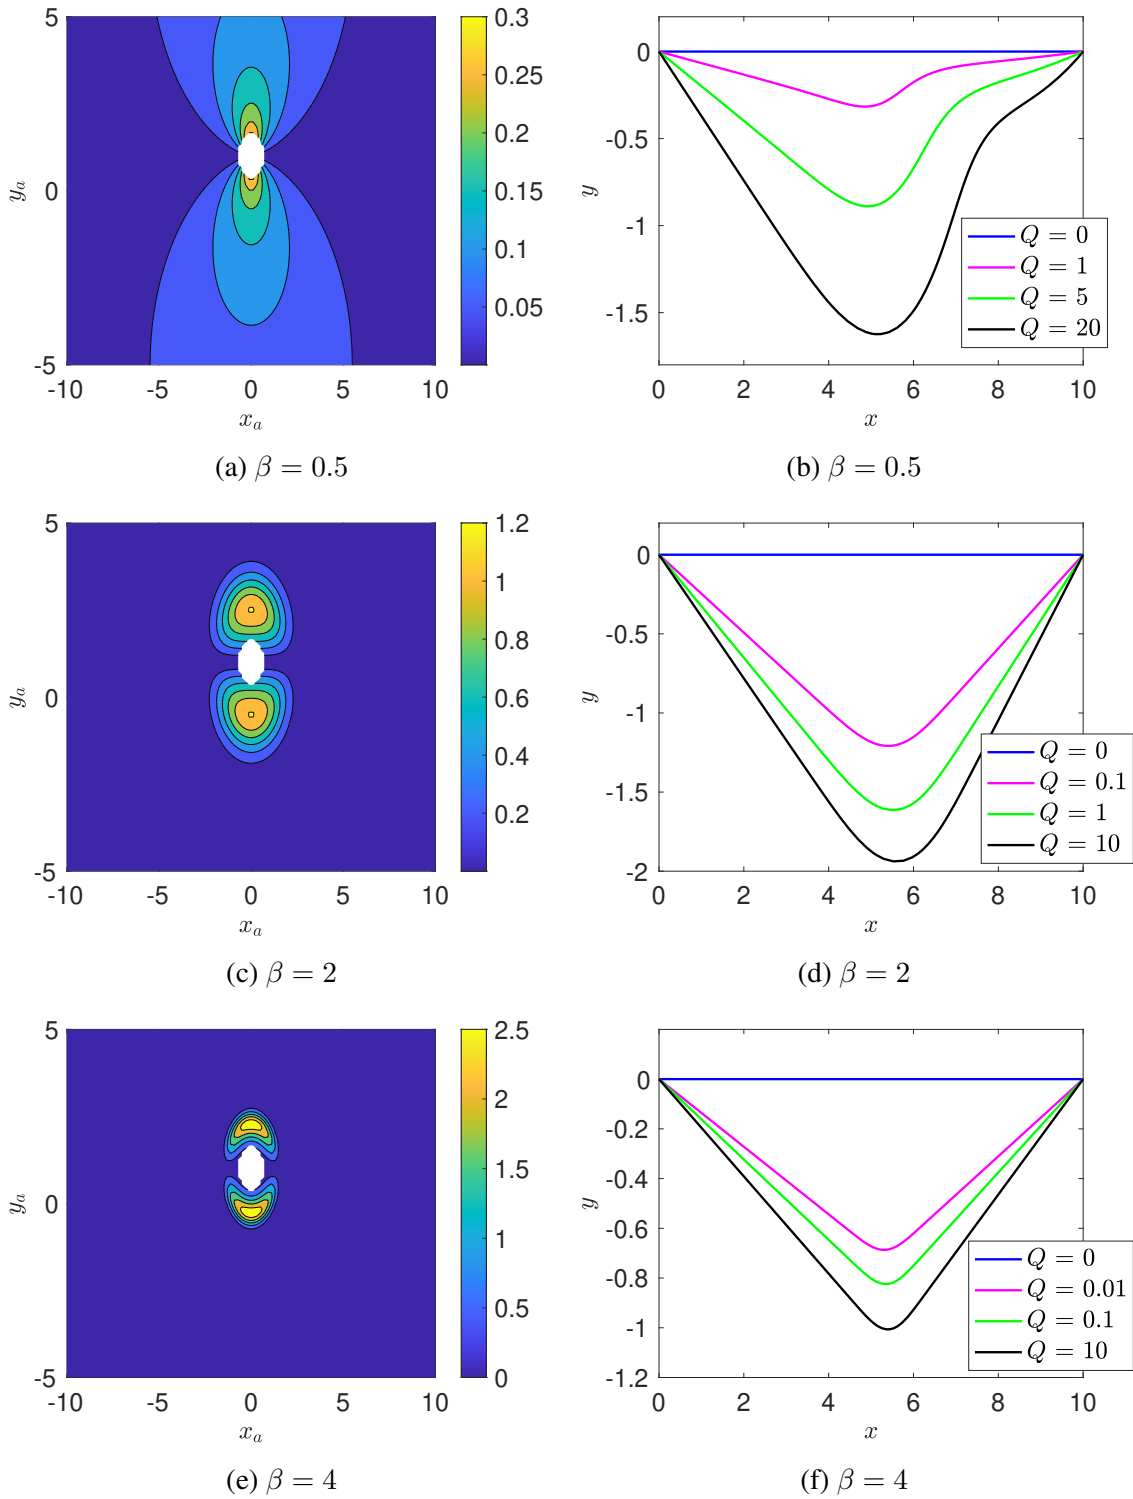 5
0
-5
-10
-5
0
5
10
y_a
x_a
0.3
0.25
0.2
0.15
0.1
0.05
(a) β = 0.5
0
-0.5
-1
-1.5
0
2
4
6
8
10
y
x
Q = 0
Q = 1
Q = 5
Q = 20
(b) β = 0.5
5
0
-5
-10
-5
0
5
10
y_a
x_a
1.2
1
0.8
0.6
0.4
0.2
(c) β = 2
0
-0.5
-1
-1.5
-2
0
2
4
6
8
10
y
x
Q = 0
Q = 0.1
Q = 1
Q = 10
(d) β = 2
5
0
-5
-10
-5
0
5
10
y_a
x_a
2.5
2
1.5
1
0.5
0
(e) β = 4
0
-0.2
-0.4
-0.6
-0.8
-1
-1.2
0
2
4
6
8
10
y
x
Q = 0
Q = 0.01
Q = 0.1
Q = 10
(f) β = 4